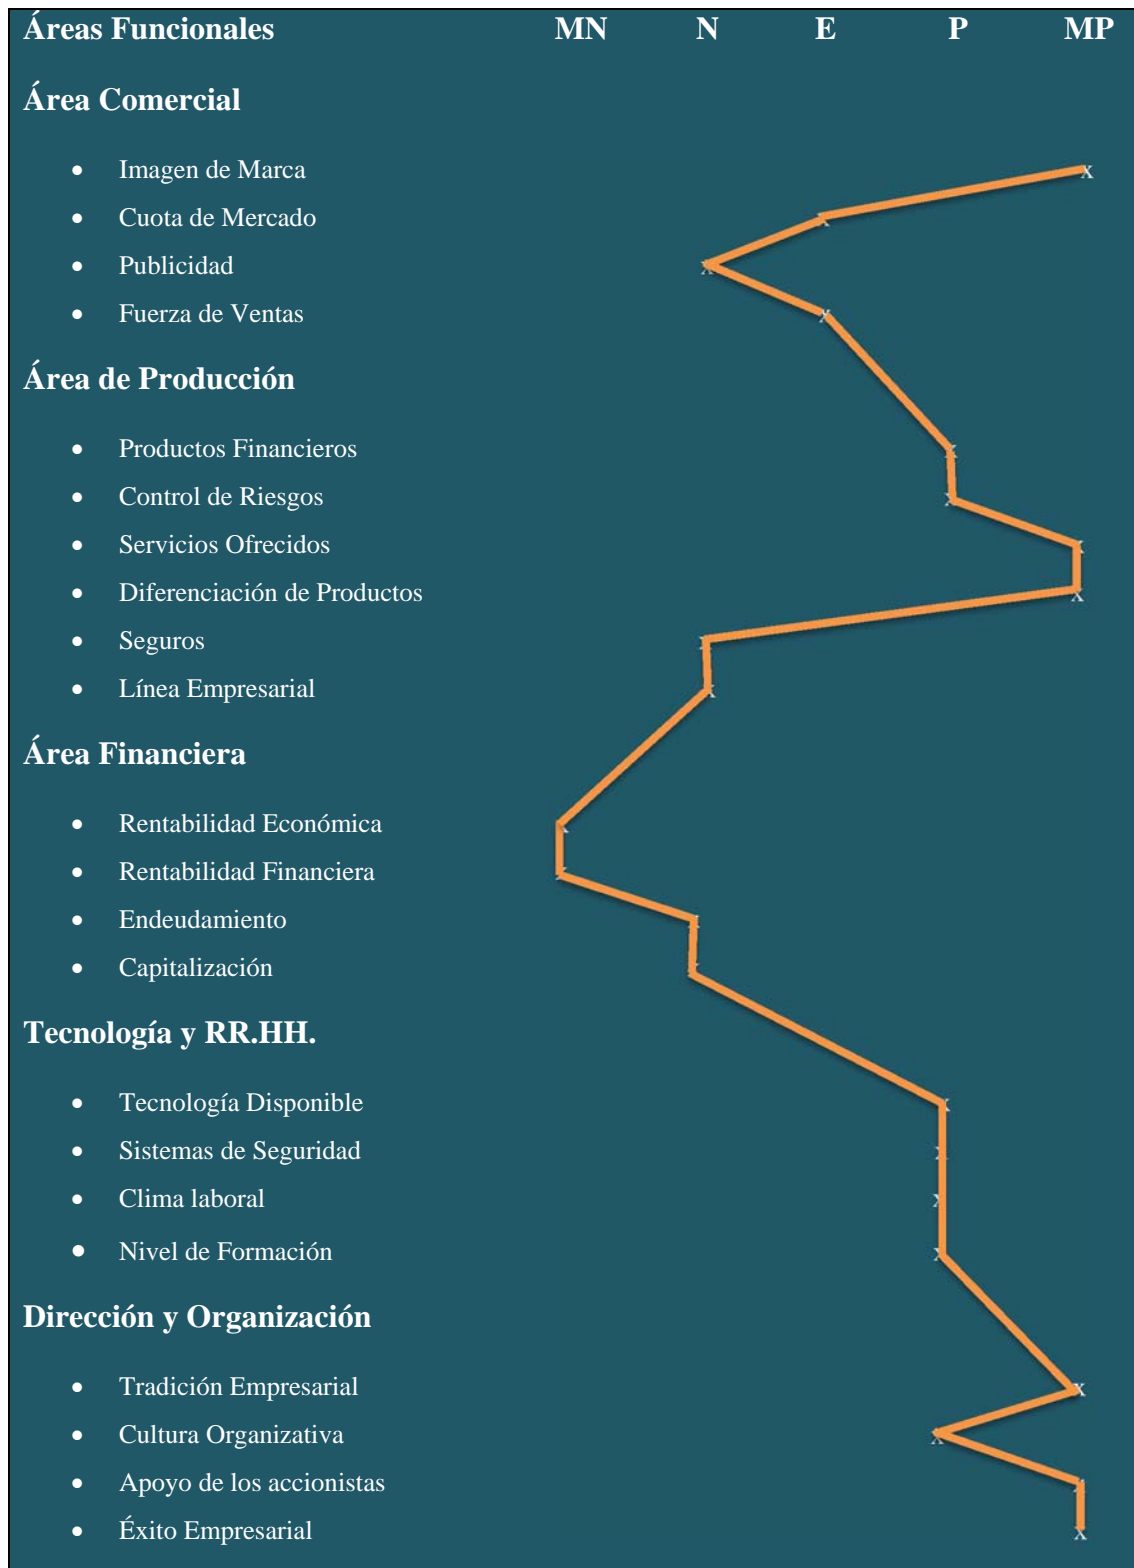 Áreas Funcionales MN N E P MP
Área Comercial
• Imagen de Marca x
• Cuota de Mercado x
• Publicidad x
• Fuerza de Ventas x
Área de Producción
• Productos Financieros x
• Control de Riesgos x
• Servicios Ofrecidos x
• Diferenciación de Productos x
• Seguros x
• Línea Empresarial x
Área Financiera
• Rentabilidad Económica x
• Rentabilidad Financiera x
• Endeudamiento x
• Capitalización x
Tecnología y RR.HH.
• Tecnología Disponible x
• Sistemas de Seguridad x
• Clima laboral x
• Nivel de Formación x
Dirección y Organización
• Tradición Empresarial x
• Cultura Organizativa x
• Apoyo de los accionistas x
• Éxito Empresarial x